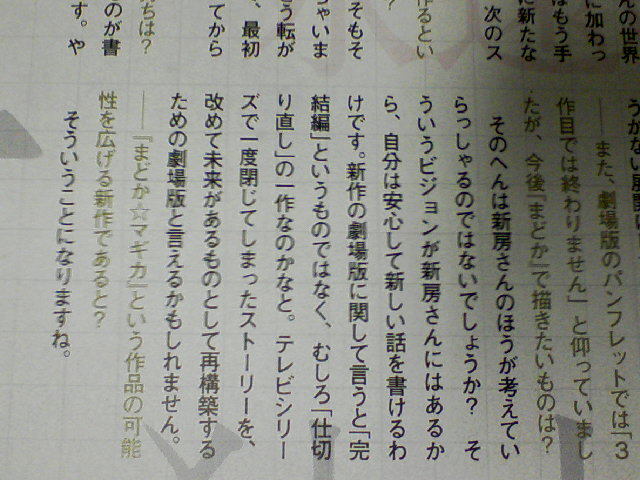 んの世界
に加わっ
はもう手
に新たな
次のス
作るとい
？
そもそ
ちゃいま
う転が
、最初
てから
ちは？
のが書
す。や
――また、劇場版のパンフレットでは「3
作目では終わりません」と仰っていまし
たが、今後『まどか』で描きたいものは？
そのへんは新房さんのほうが考えてい
らっしゃるのではないでしょうか？　そ
ういうビジョンが新房さんにはあるか
ら、自分は安心して新しい話を書けるわ
けです。新作の劇場版に関して言うと「完
結編」というものではなく、むしろ「仕切
り直し」の一作なのかなと。テレビシリー
ズで一度閉じてしまったストーリーを、
改めて未来があるものとして再構築する
ための劇場版と言えるかもしれません。
――『まどか☆マギカ』という作品の可能
性を広げる新作であると？
そういうことになりますね。